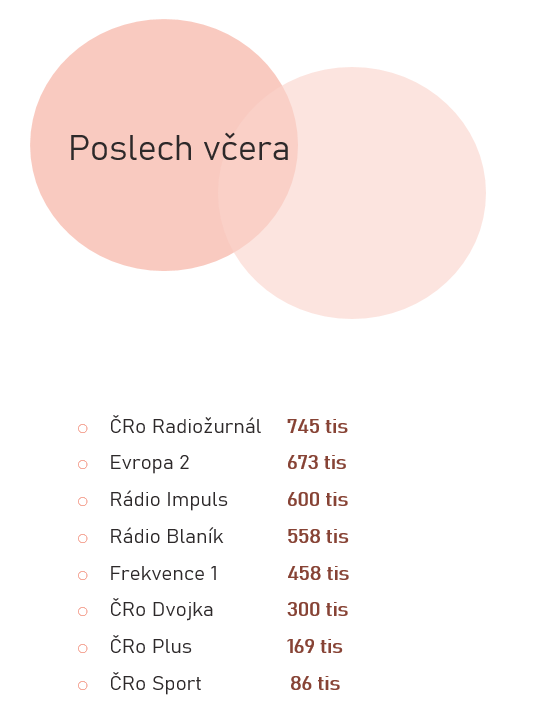 Poslech včera
ČRo Radiožurnál 745 tis
Evropa 2 673 tis
Rádio Impuls 600 tis
Rádio Blaník 558 tis
Frekvence 1 458 tis
ČRo Dvojka 300 tis
ČRo Plus 169 tis
ČRo Sport 86 tis